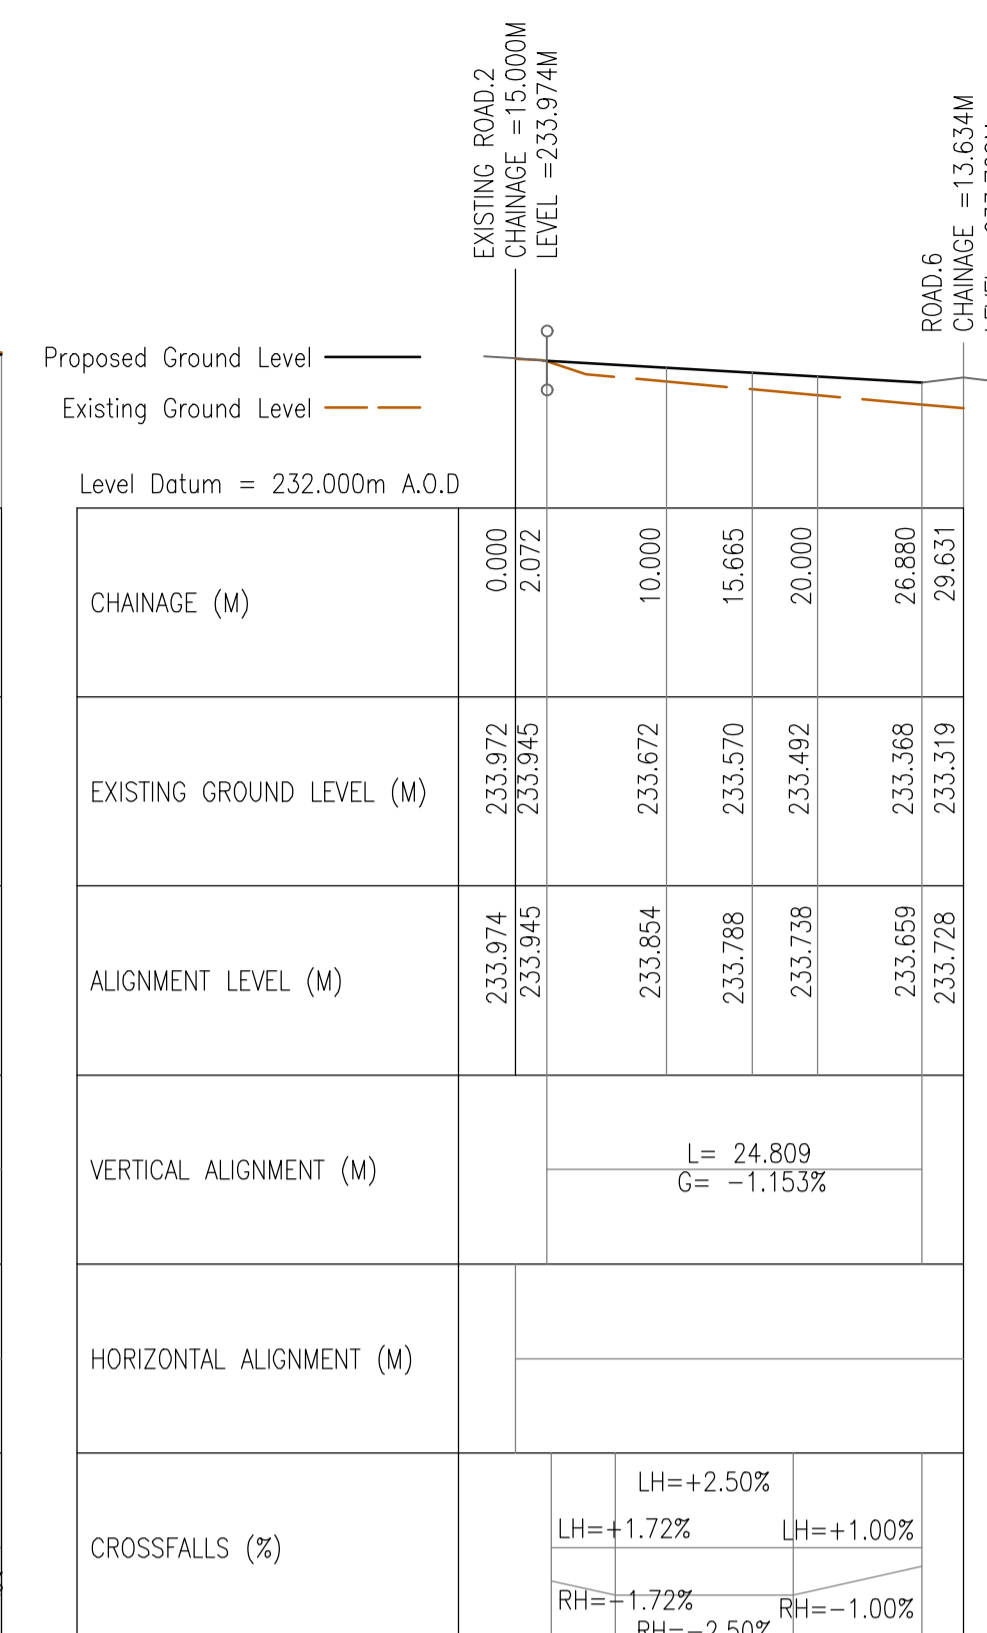 EXISTING ROAD.2
CHAINAGE =15.000M
LEVEL =233.974M
ROAD.6
CHAINAGE =13.634M
Proposed Ground Level
Existing Ground Level
Level Datum = 232.000m A.O.D
CHAINAGE (M) 0.000 2.072 10.000 15.665 20.000 26.880 29.631
EXISTING GROUND LEVEL (M) 233.972 233.945 233.672 233.570 233.492 233.368 233.319
ALIGNMENT LEVEL (M) 233.974 233.945 233.854 233.788 233.738 233.659 233.728
VERTICAL ALIGNMENT (M)
L= 24.809
G= -1.153%
HORIZONTAL ALIGNMENT (M)
CROSSFALLS (%)
LH=+2.50%
LH=+1.72% LH=+1.00%
RH=-1.72% RH=-1.00%
RH=-2.50%